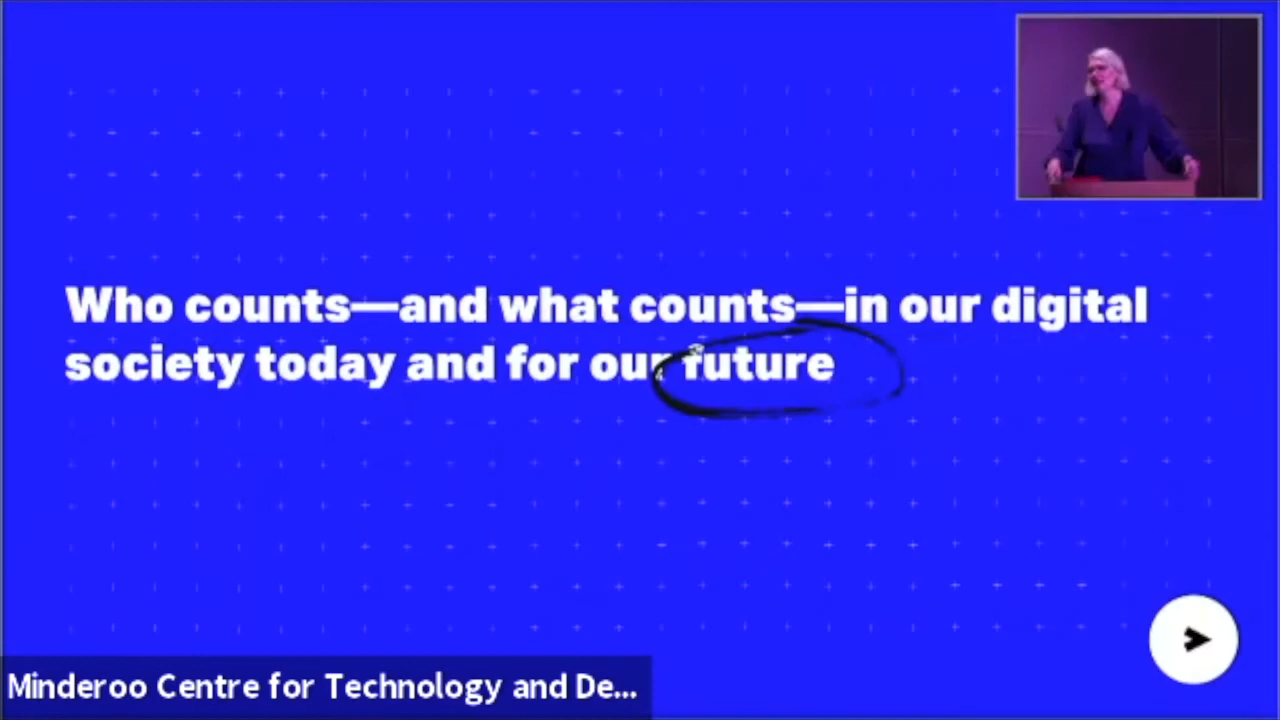 Who counts—and what counts—in our digital
society today and for our future
Minderoo Centre for Technology and De...